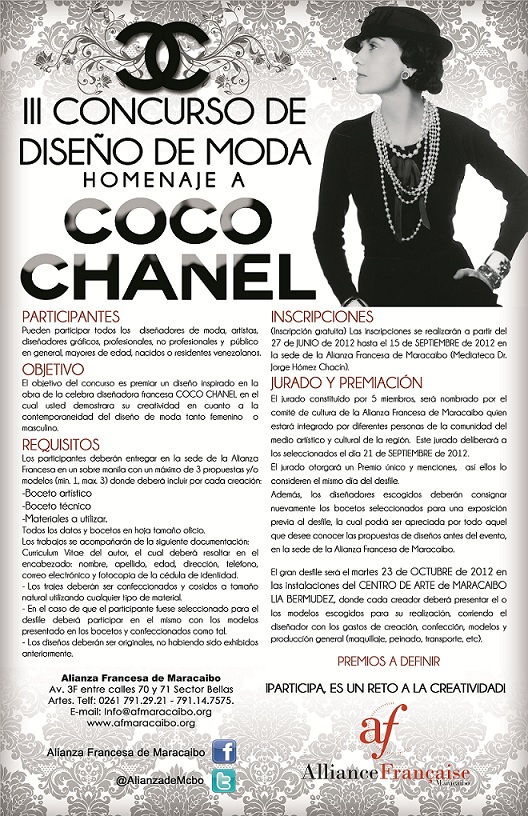 III CONCURSO DE
DISEÑO DE MODA
HOMENAJE A
COCO
CHANEL
PARTICIPANTES
Pueden participar todos los diseñadores de moda, artistas,
diseñadores gráficos, profesionales, no profesionales y público
en general, mayores de edad, nacidos o residentes venezolanos.
OBJETIVO
El objetivo del concurso es premiar un diseño inspirado en la
obra de la celebra diseñadora francesa COCO CHANEL en el
cual usted demostrara su creatividad en cuanto a la
contemporaneidad del diseño de moda tanto femenino o
masculino.
REQUISITOS
Los participantes deberán entregar en la sede de la Alianza
Francesa en un sobre manila con un máximo de 3 propuestas y/o
modelos (min. 1, max. 3) donde deberá incluir por cada creación:
-Boceto artístico
-Boceto técnico
-Materiales a utilizar.
Todos los datos y bocetos en hoja tamaño oficio.
Los trabajos se acompañarán de la siguiente documentación:
Curriculum Vitae del autor, el cual deberá resaltar en el
encabezado: nombre, apellido, edad, dirección, teléfono,
correo electrónico y fotocopia de la cédula de identidad.
- Los trajes deberán ser confeccionados y cosidos a tamaño
natural utilizando cualquier tipo de material.
- En el caso de que el participante fuese seleccionado para el
desfile deberá participar en el mismo con los modelos
presentado en los bocetos y confeccionados como tal.
- Los diseños deberán ser originales, no habiendo sido exhibidos
anteriormente.
Alianza Francesa de Maracaibo
Av. 3F entre calles 70 y 71 Sector Bellas
Artes. Telf: 0261 791.29.21 - 791.14.7575.
E-mail: Info@afmaracaibo.org
www.afmaracaibo.org
Alianza Francesa de Maracaibo
@AlianzadeMcbo
INSCRIPCIONES
(Inscripción gratuita) Las inscripciones se realizarán a partir del
27 de JUNIO de 2012 hasta el 15 de SEPTIEMBRE de 2012 en
la sede de la Alianza Francesa de Maracaibo (Mediateca Dr.
Jorge Hómez Chacín).
JURADO Y PREMIACIÓN
El jurado constituido por 5 miembros, será nombrado por el
comité de cultura de la Alianza Francesa de Maracaibo quien
estará integrado por diferentes personas de la comunidad del
medio artístico y cultural de la región. Este jurado deliberará a
los seleccionados el día 21 de SEPTIEMBRE de 2012.
El jurado otorgará un Premio único y menciones, así ellos lo
consideren el mismo día del desfile.
Además, los diseñadores escogidos deberán consignar
nuevamente los bocetos seleccionados para una exposición
previa al desfile, la cual podrá ser apreciada por todo aquel
que desee conocer las propuestas de diseños antes del evento,
en la sede de la Alianza Francesa de Maracaibo.
El gran desfile será el martes 23 de OCTUBRE de 2012 en
las instalaciones del CENTRO DE ARTE de MARACAIBO
LIA BERMUDEZ, donde cada creador deberá presentar el o
los modelos escogidos para su realización, corriendo el
diseñador con los gastos de creación, confección, modelos y
producción general (maquillaje, peinado, transporte, etc).
PREMIOS A DEFINIR
¡PARTICIPA, ES UN RETO A LA CREATIVIDAD!
af
AllianceFrançaise
Maracaibo